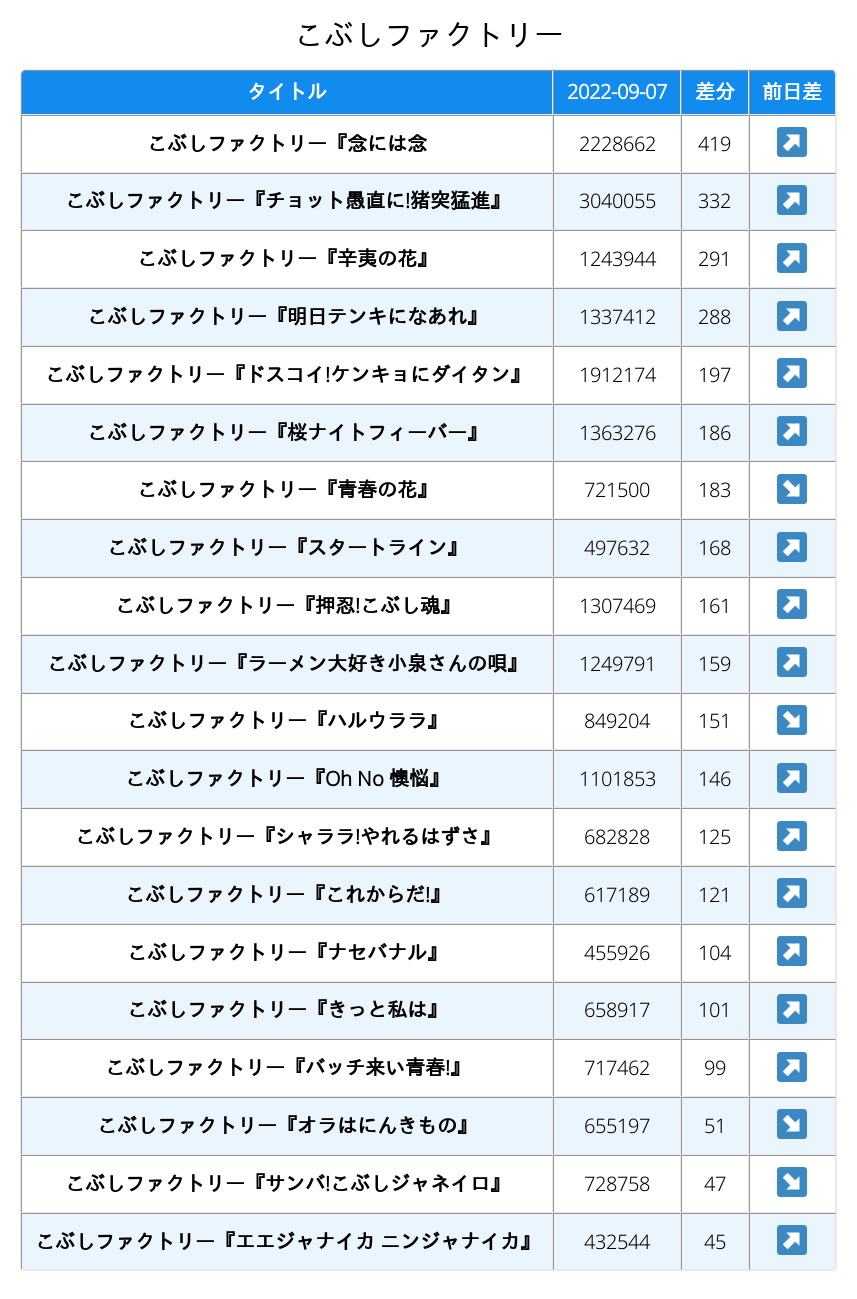 こぶしファクトリー
タイトル 2022-09-07 差分 前日差
こぶしファクトリー『念には念 2228662 419 ↗
こぶしファクトリー『チョット愚直に!猪突猛進』 3040055 332 ↗
こぶしファクトリー『辛夷の花』 1243944 291 ↗
こぶしファクトリー『明日テンキになあれ』 1337412 288 ↗
こぶしファクトリー『ドスコイ!ケンキョにダイタン』 1912174 197 ↗
こぶしファクトリー『桜ナイトフィーバー』 1363276 186 ↗
こぶしファクトリー『青春の花』 721500 183 ↘
こぶしファクトリー『スタートライン』 497632 168 ↗
こぶしファクトリー『押忍!こぶし魂』 1307469 161 ↗
こぶしファクトリー『ラーメン大好き小泉さんの唄』 1249791 159 ↗
こぶしファクトリー『ハルウララ』 849204 151 ↘
こぶしファクトリー『Oh No 懊悩』 1101853 146 ↗
こぶしファクトリー『シャララ!やれるはずさ』 682828 125 ↗
こぶしファクトリー『これからだ!』 617189 121 ↗
こぶしファクトリー『ナセバナル』 455926 104 ↗
こぶしファクトリー『きっと私は』 658917 101 ↗
こぶしファクトリー『バッチ来い青春!』 717462 99 ↗
こぶしファクトリー『オラはにんきもの』 655197 51 ↘
こぶしファクトリー『サンバ!こぶしジャネイロ』 728758 47 ↘
こぶしファクトリー『エエジャナイカ ニンジャナイカ』 432544 45 ↗